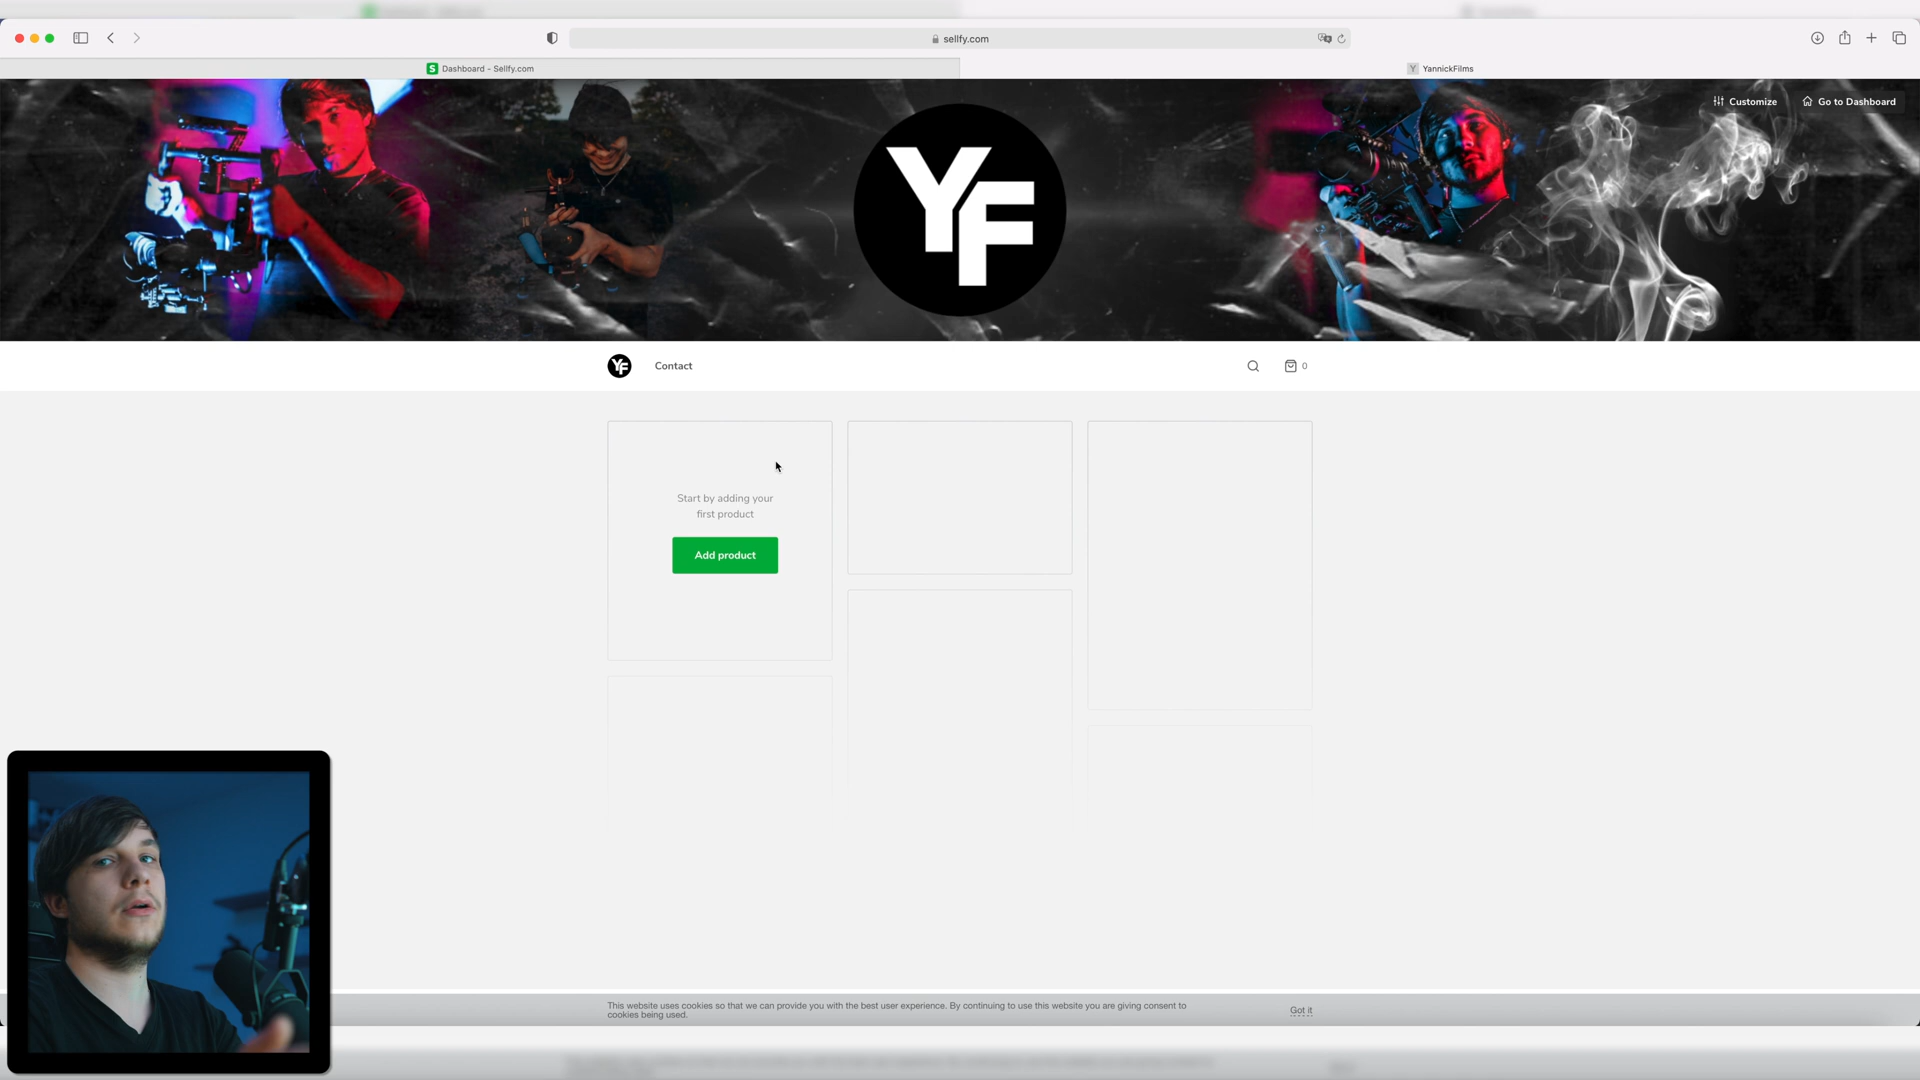 sellfy.com
S Dashboard - Sellfy.com
Y YannickFilms
Customize
Go to Dashboard
YF
YF
Contact
0
Start by adding your
first product
Add product
This website uses cookies so that we can provide you with the best user experience. By continuing to use this website you are giving consent to
cookies being used.
Got it